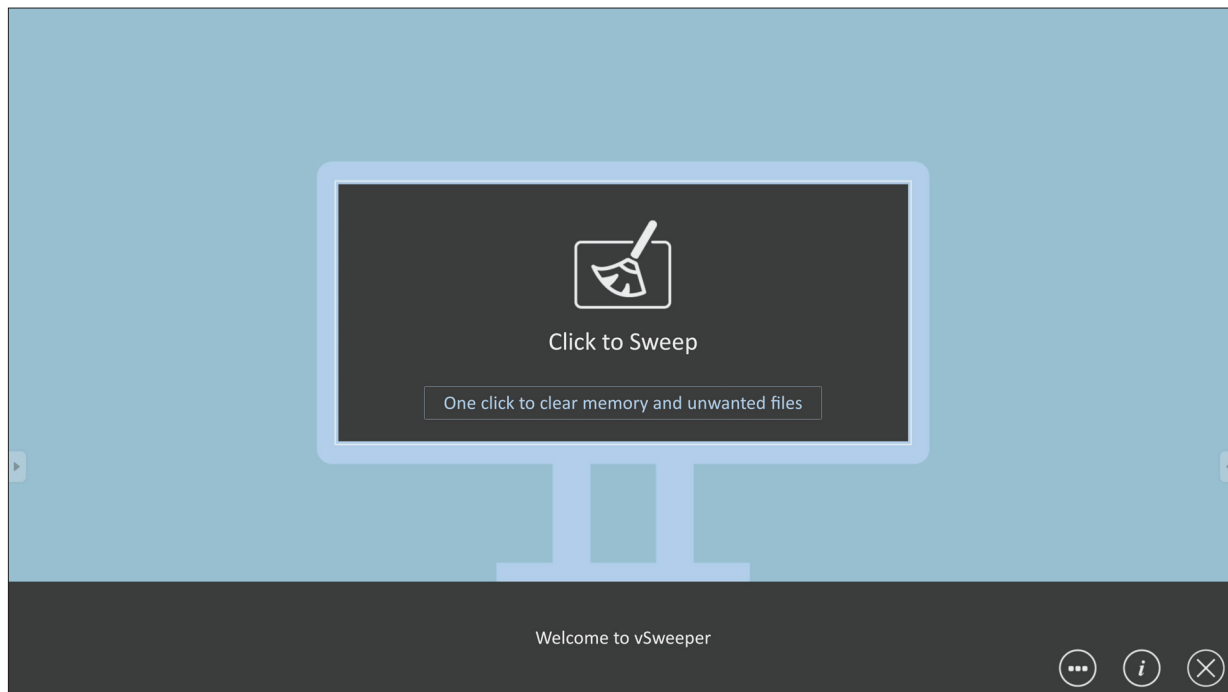 Click to Sweep
One click to clear memory and unwanted files
Welcome to vSweeper
i